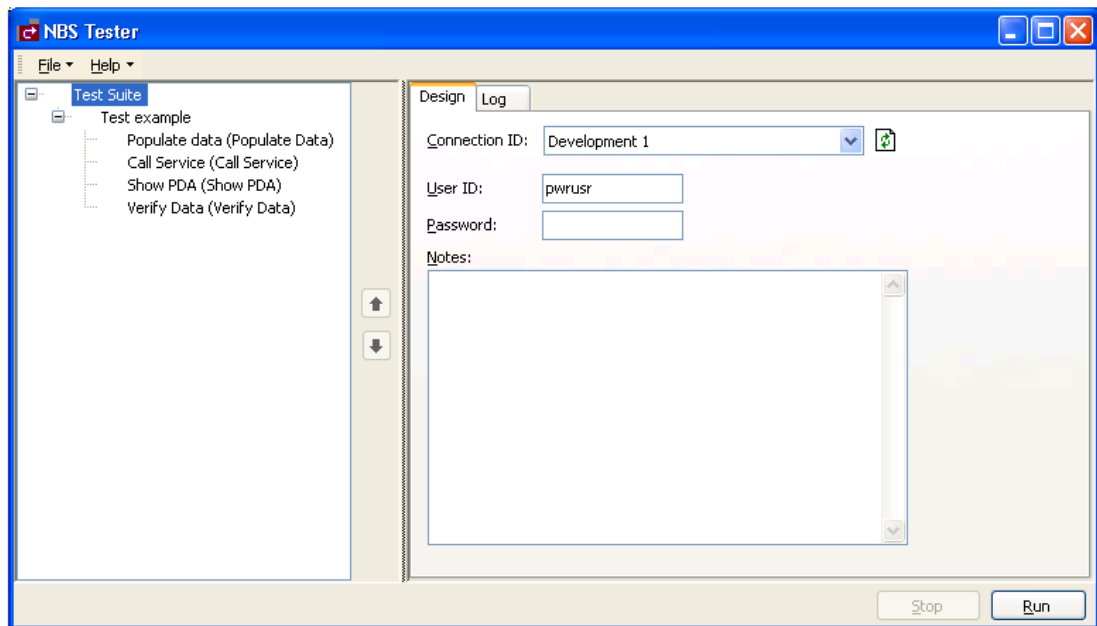 NBS Tester
File Help
Test Suite
Test example
Populate data (Populate Data)
Call Service (Call Service)
Show PDA (Show PDA)
Verify Data (Verify Data)
Design Log
Connection ID: Development 1
User ID: pwrusr
Password:
Notes:
Stop Run